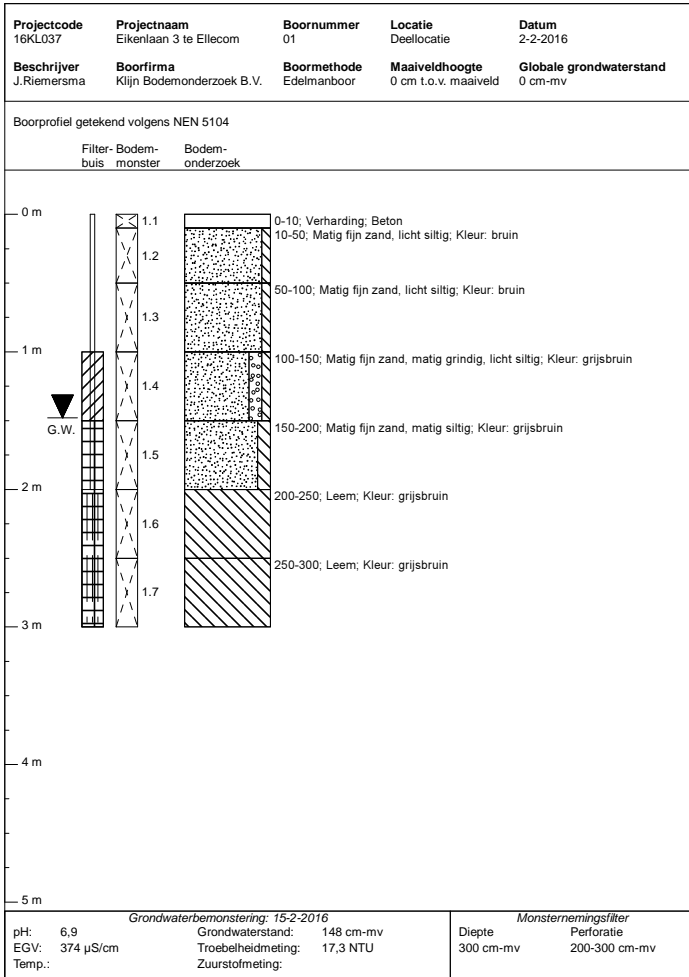 Projectcode Projectnaam Boornummer Locatie Datum
16KL037 Eikenlaan 3 te Ellecom 01 Deellocatie 2-2-2016
Beschrijver Boorfirma Boormethode Maaiveldhoogte Globale grondwaterstand
J.Riemersma Klijn Bodemonderzoek B.V. Edelmanboor 0 cm t.o.v. maaiveld 0 cm-mv
Boorprofiel getekend volgens NEN 5104
Filter- Bodem- Bodem-
buis monster onderzoek
0 m
1.1 0-10; Verharding; Beton
10-50; Matig fijn zand, licht siltig; Kleur: bruin
1.2
50-100; Matig fijn zand, licht siltig; Kleur: bruin
1.3
1 m
100-150; Matig fijn zand, matig grindig, licht siltig; Kleur: grijsbruin
1.4
G.W. 150-200; Matig fijn zand, matig siltig; Kleur: grijsbruin
1.5
2 m
200-250; Leem; Kleur: grijsbruin
1.6
250-300; Leem; Kleur: grijsbruin
1.7
3 m
4 m
5 m
Grondwaterbemonstering: 15-2-2016 Monsternemingsfilter
pH: 6,9 Grondwaterstand: 148 cm-mv Diepte Perforatie
EGV: 374 µS/cm Troebelheidmeting: 17,3 NTU 300 cm-mv 200-300 cm-mv
Temp.: Zuurstofmeting: